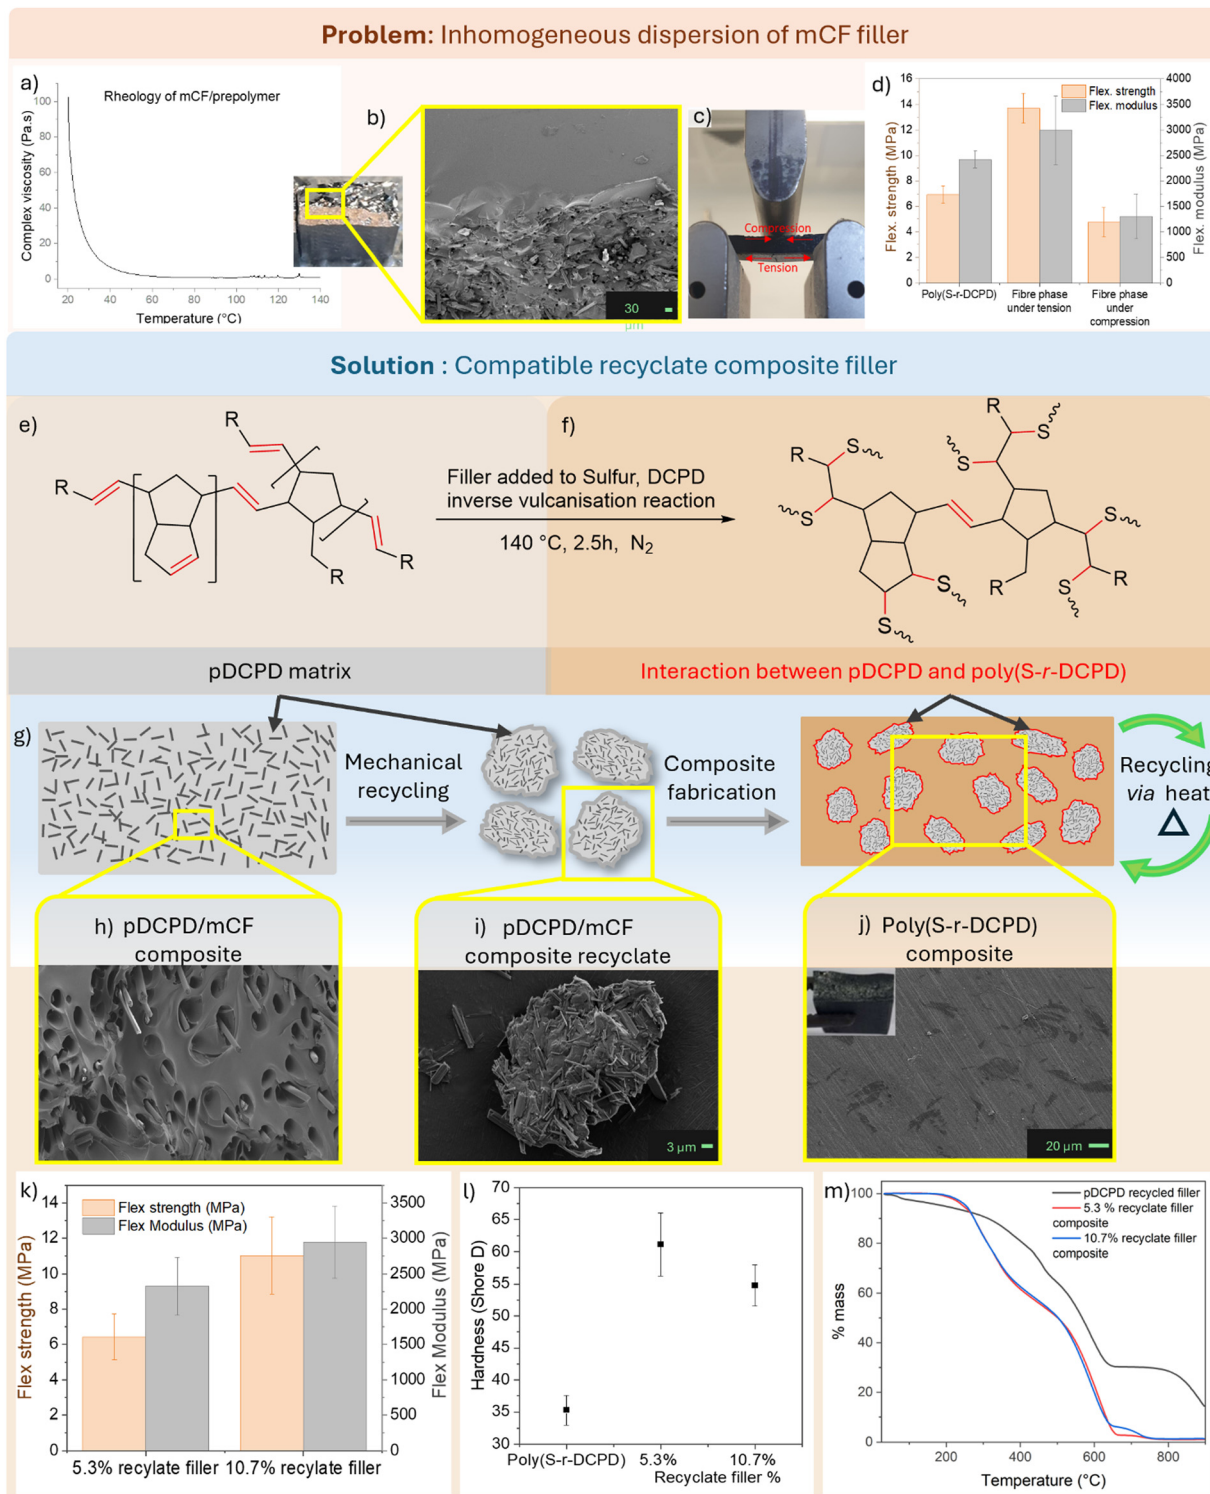 Problem: Inhomogeneous dispersion of mCF filler
a)
Rheology of mCF/prepolymer
Complex viscosity (Pa.s)
100
80
60
40
20
0
20 40 60 80 100 120 140
Temperature (°C)
b)
30
µm
c)
Compression
Tension
d)
Flex. strength
Flex. modulus
Flex. strength (MPa)
16
14
12
10
8
6
4
2
0
4000
3500
3000
2500
2000
1500
1000
500
0
Flex. modulus (MPa)
Poly(S-r-DCPD)
Fibre phase
under tension
Fibre phase
under
compression
Solution : Compatible recyclate composite filler
e)
R
R
R
R
Filler added to Sulfur, DCPD
inverse vulcanisation reaction
140 °C, 2.5h, N2
f)
R
S
S
R
S
S
S
S
S
R
R
pDCPD matrix
Interaction between pDCPD and poly(S-r-DCPD)
g)
Mechanical
recycling
Composite
fabrication
Recycling
via heat
Δ
h) pDCPD/mCF
composite
i) pDCPD/mCF
composite recyclate
3 µm
j) Poly(S-r-DCPD)
composite
20 µm
k)
Flex strength (MPa)
Flex Modulus (MPa)
Flex strength (MPa)
14
12
10
8
6
4
2
0
3500
3000
2500
2000
1500
1000
500
0
Flex Modulus (MPa)
5.3% recylate filler 10.7% recylate filler
l)
Hardness (Shore D)
70
65
60
55
50
45
40
35
30
Poly(S-r-DCPD) 5.3% 10.7%
Recyclate filler %
m)
pDCPD recycled filler
5.3 % recyclate filler
composite
10.7% recyclate filler
composite
% mass
100
80
60
40
20
0
200 400 600 800
Temperature (°C)